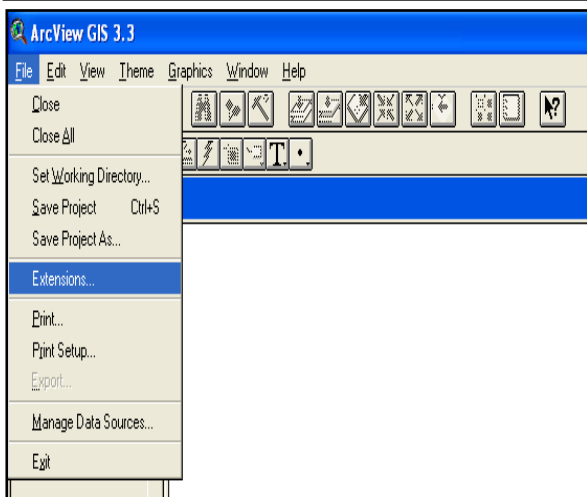 ArcView GIS 3.3
File Edit View Theme Graphics Window Help
Close
Close All
Set Working Directory...
Save Project Ctrl+S
Save Project As...
Extensions...
Print...
Print Setup...
Export...
Manage Data Sources...
Exit
T